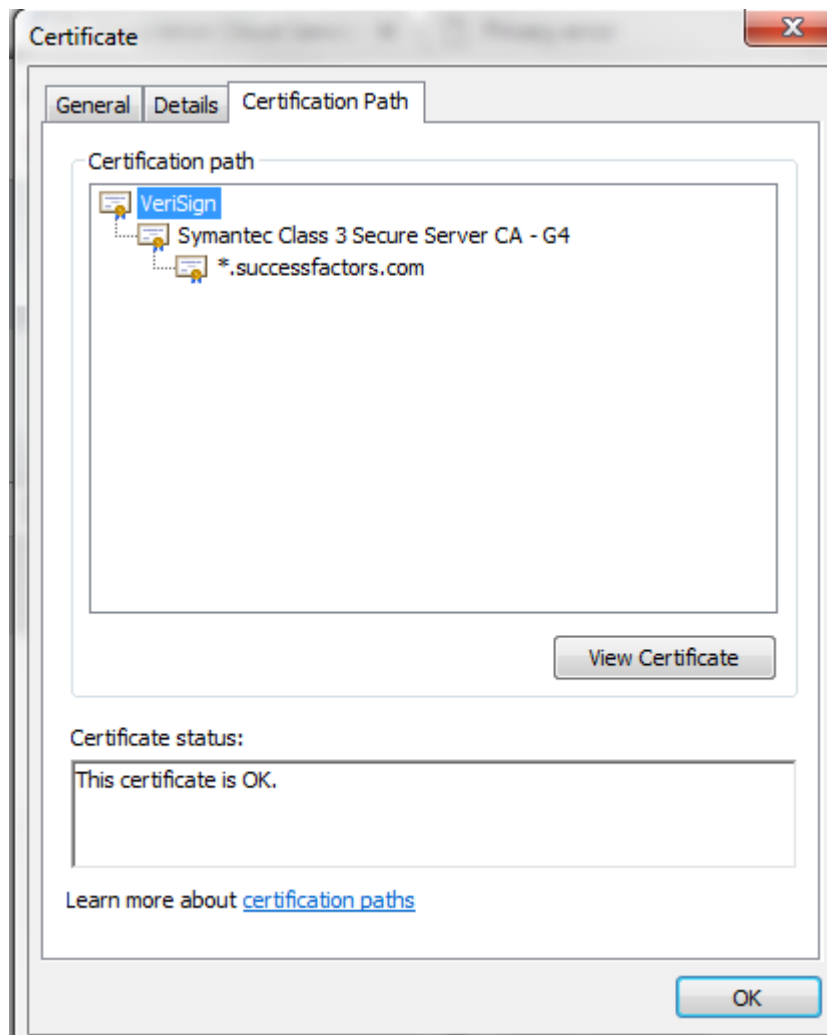 Certificate
General Details Certification Path
Certification path
VeriSign
Symantec Class 3 Secure Server CA - G4
*.successfactors.com
View Certificate
Certificate status:
This certificate is OK.
Learn more about certification paths
OK